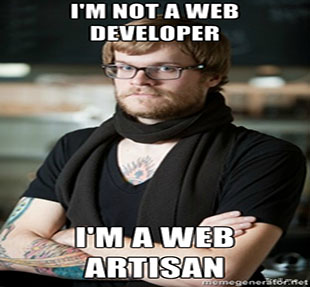 I'M NOT A WEB
DEVELOPER
I'M A WEB
ARTISAN
memegenerator.net